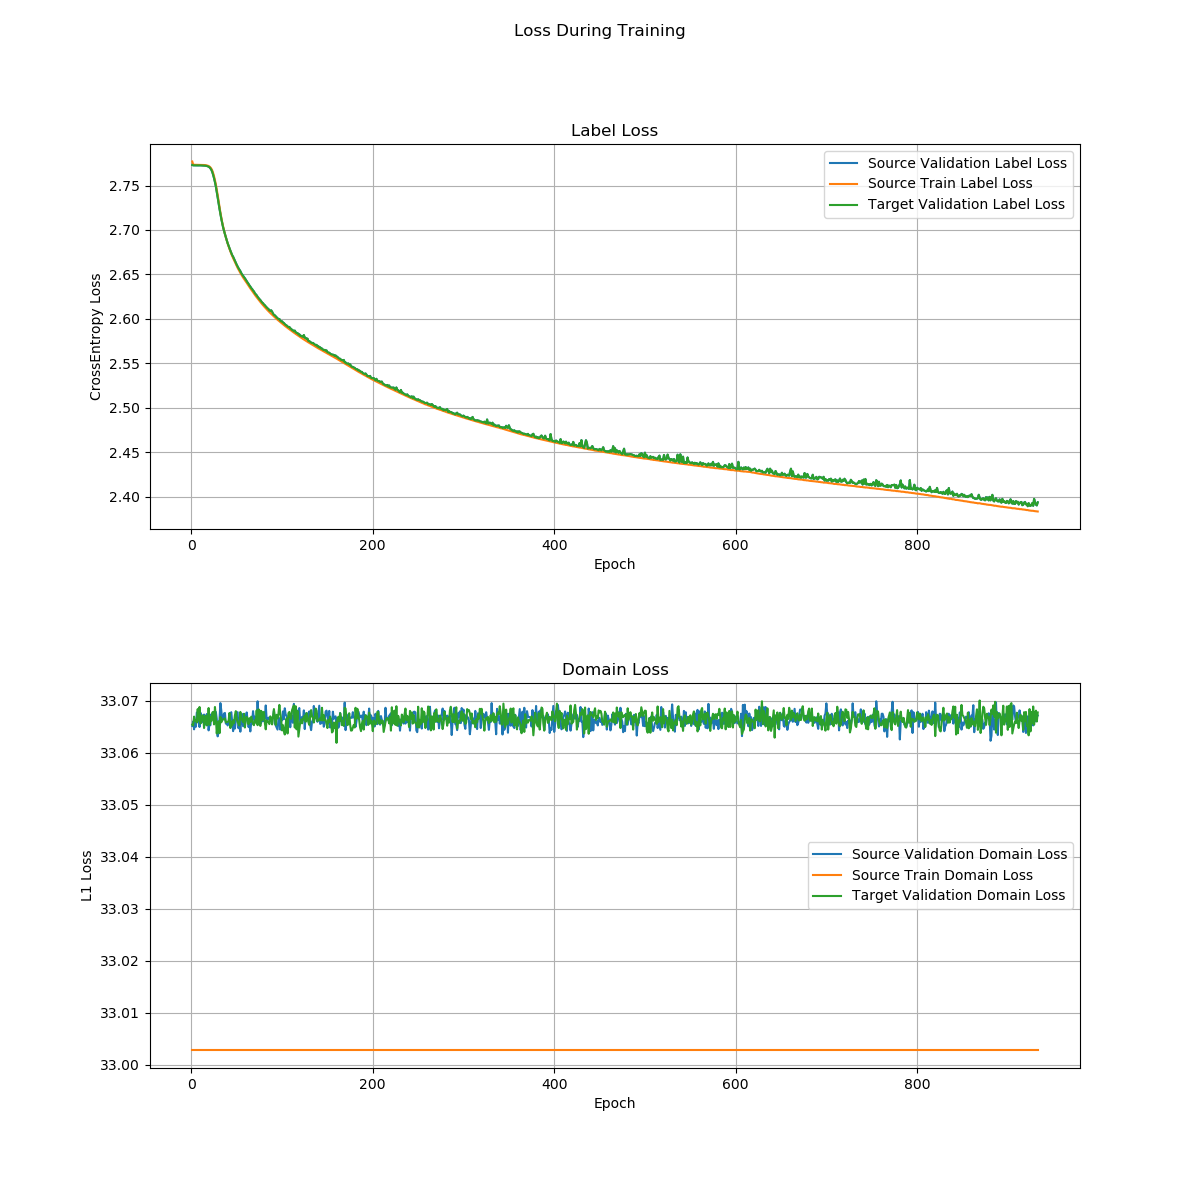 Loss During Training
Label Loss
Source Validation Label Loss
Source Train Label Loss
Target Validation Label Loss
CrossEntropy Loss
2.75
2.70
2.65
2.60
2.55
2.50
2.45
2.40
0 200 400 600 800
Epoch
Domain Loss
Source Validation Domain Loss
Source Train Domain Loss
Target Validation Domain Loss
L1 Loss
33.07
33.06
33.05
33.04
33.03
33.02
33.01
33.00
0 200 400 600 800
Epoch